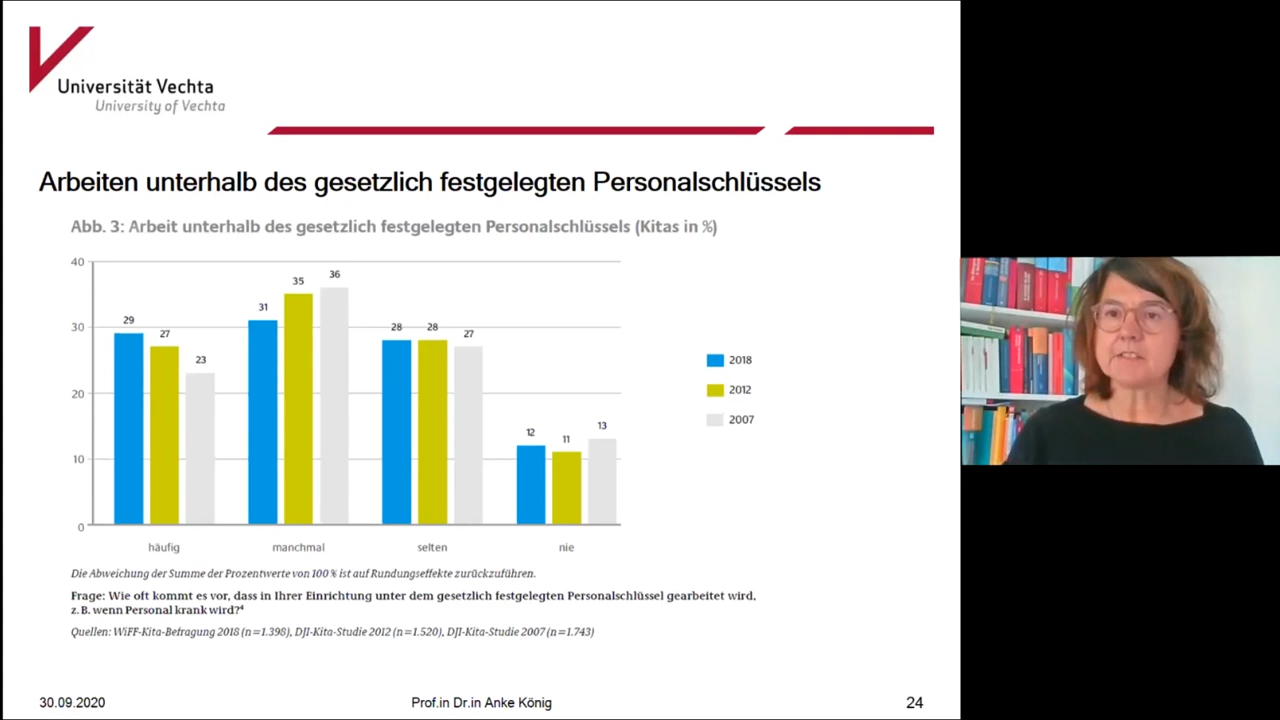 Universität Vechta
University of Vechta
Arbeiten unterhalb des gesetzlich festgelegten Personalschlüssels
Abb. 3: Arbeit unterhalb des gesetzlich festgelegten Personalschlüssels (Kitas in %)
40
30
20
10
0
29
27
23
31
35
36
28
28
27
12
11
13
häufig
manchmal
selten
nie
2018
2012
2007
Die Abweichung der Summe der Prozentwerte von 100 % ist auf Rundungseffekte zurückzuführen.
Frage: Wie oft kommt es vor, dass in Ihrer Einrichtung unter dem gesetzlich festgelegten Personalschlüssel gearbeitet wird,
z. B. wenn Personal krank wird?⁴
Quellen: WiFF-Kita-Befragung 2018 (n=1.398), DJI-Kita-Studie 2012 (n=1.520), DJI-Kita-Studie 2007 (n=1.743)
30.09.2020
Prof.in Dr.in Anke König
24